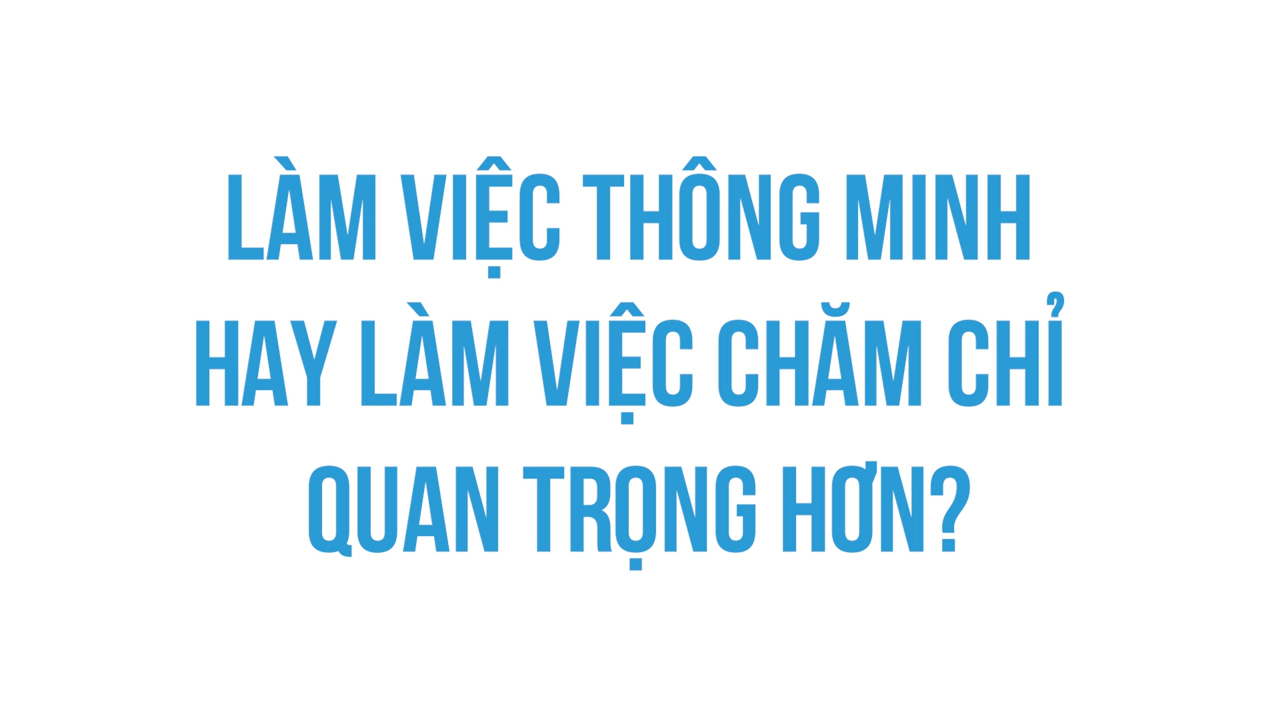 LÀM VIỆC THÔNG MINH
HAY LÀM VIỆC CHĂM CHỈ
QUAN TRỌNG HƠN?